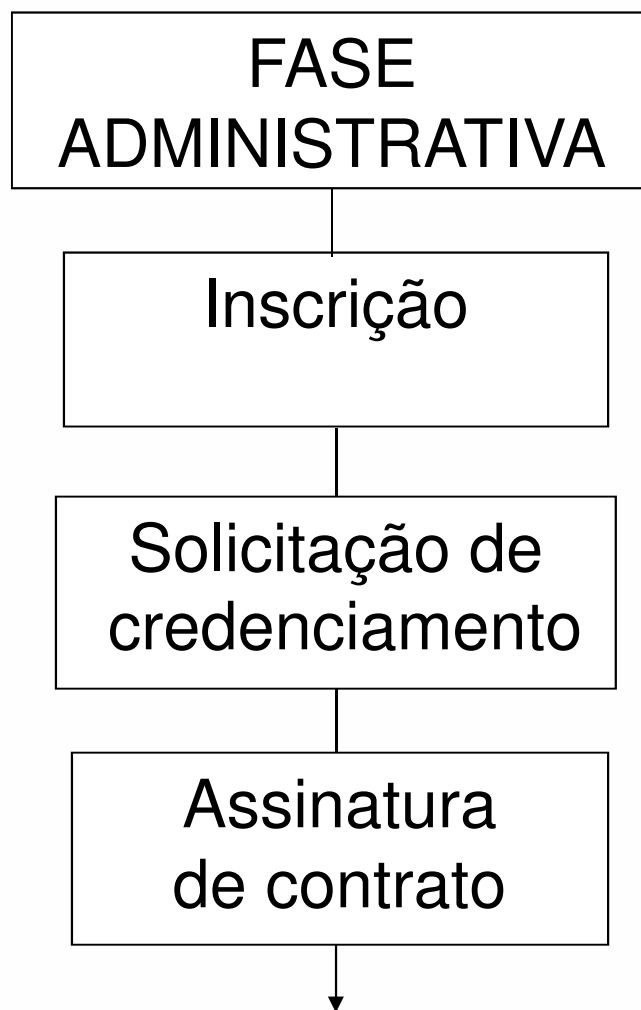 FASE
ADMINISTRATIVA
Inscrição
Solicitação de
credenciamento
Assinatura
de contrato